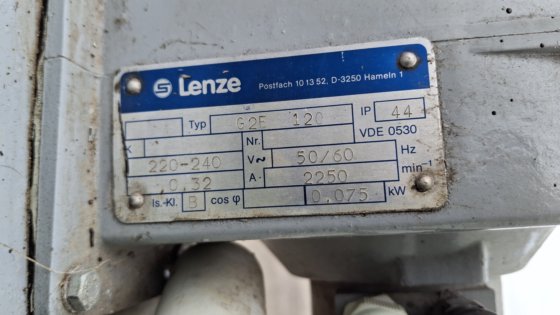 Lenze Postfach 10 13 52, D-3250 Hameln 1
Typ G2E 120 IP 44
K Nr. VDE 0530
220-240 V~ 50/60 Hz
0.32 A- 2250 min⁻¹
Is.-Kl. B cos φ 0.075 kW